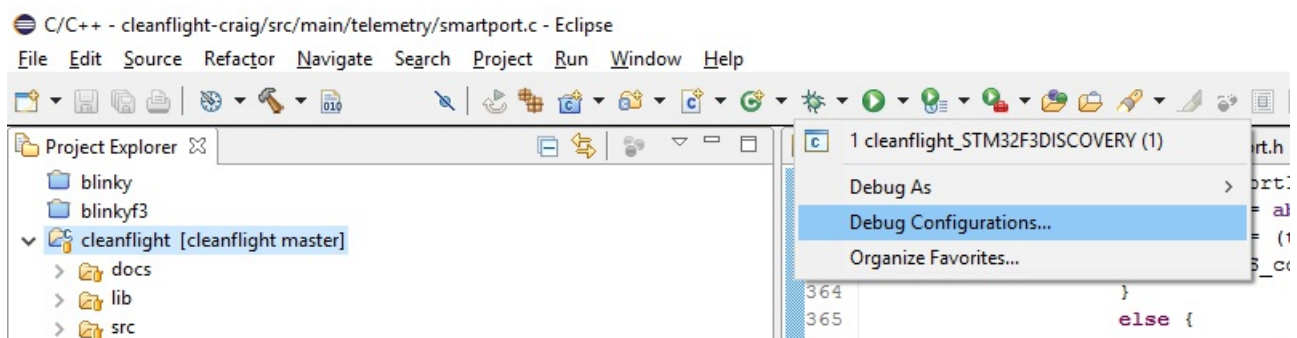 C/C++ - cleanflight-craig/src/main/telemetry/smartport.c - Eclipse
File Edit Source Refactor Navigate Search Project Run Window Help
Project Explorer
1 cleanflight_STM32F3DISCOVERY (1)
rt.h
blinky
Debug As
blinkyf3
Debug Configurations...
cleanflight [cleanflight master]
Organize Favorites...
docs
lib
364 }
src
365 else {